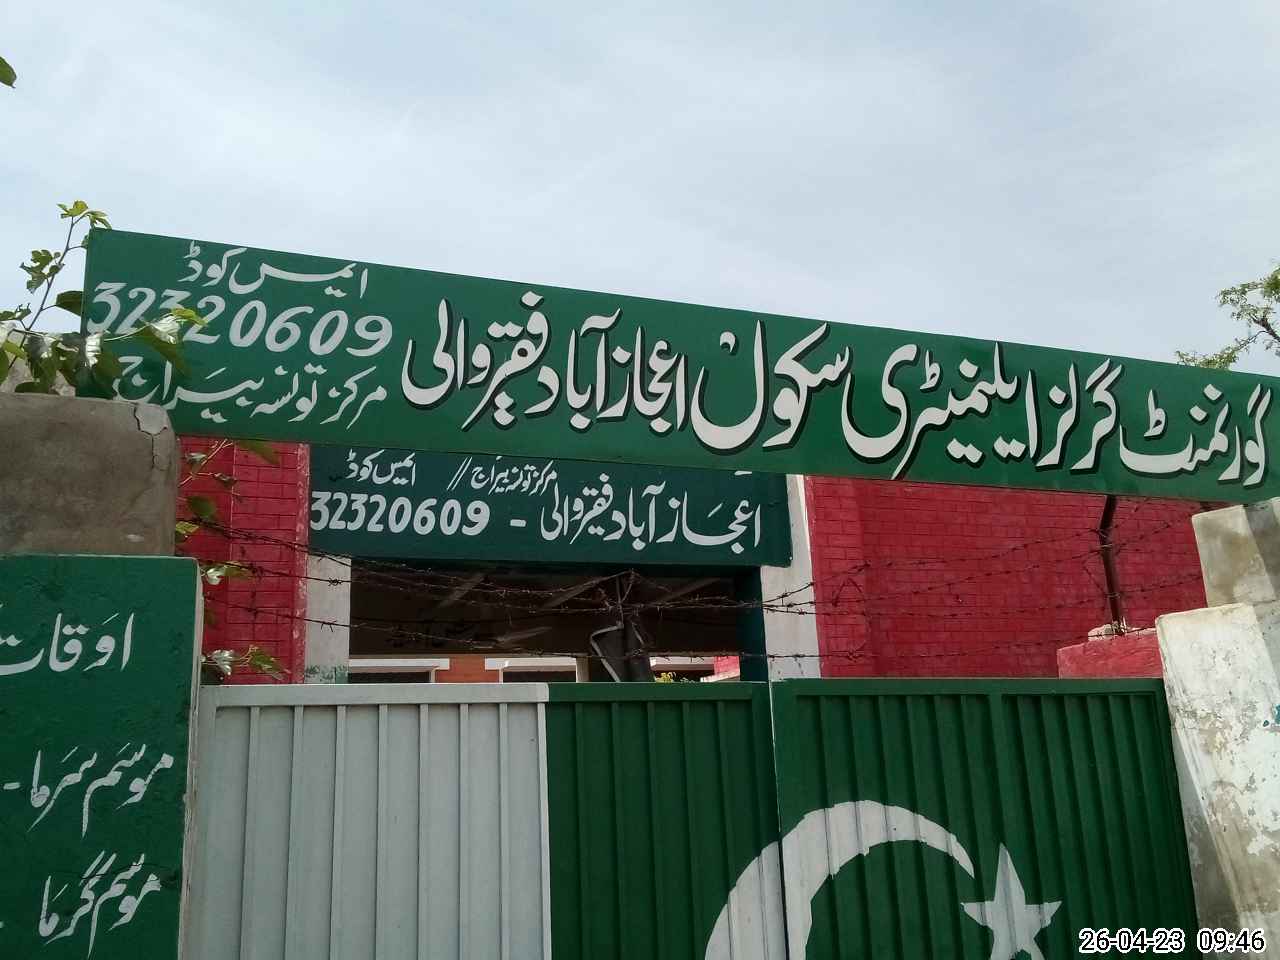 گورنمنٹ گرلز ایلیمنیٹری سکول اعجاز آباد فقیر والی
ایمس کوڈ
32320609
مرکز تونسہ بیراج
مرکز تونسہ بیراج // ایمس کوڈ
اعجاز آباد فقیر والی - 32320609
اوقات
موسم سرما -
موسم گرما -
26-04-23 09:46